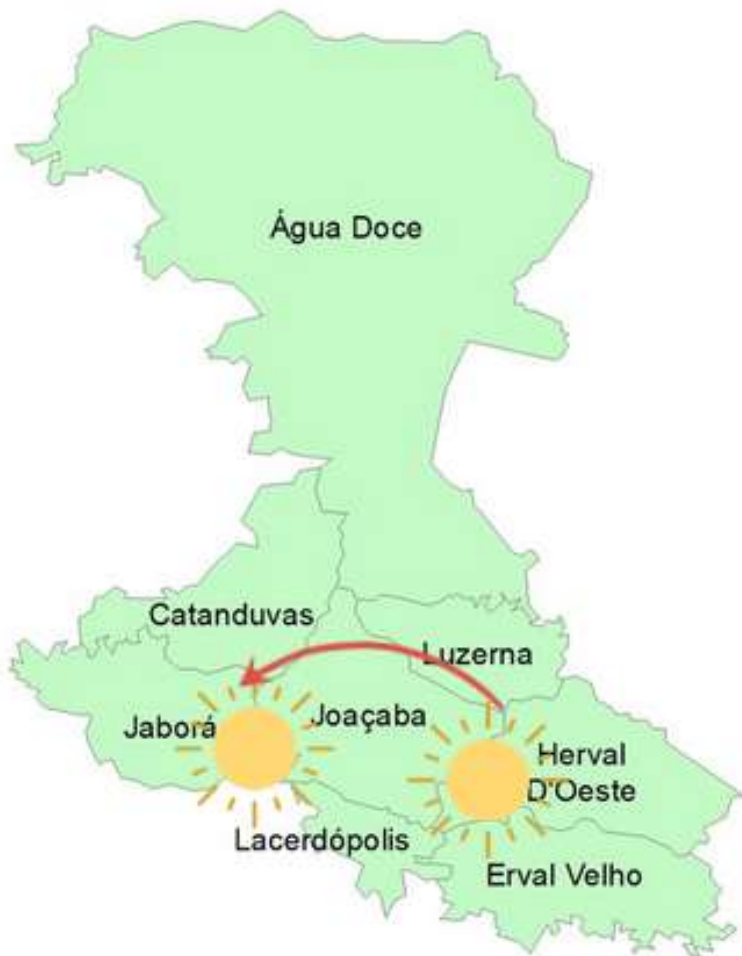 Água Doce
Catanduvas
Luzerna
Jaborá
Joaçaba
Herval
D'Oeste
Lacerdópolis
Erval Velho